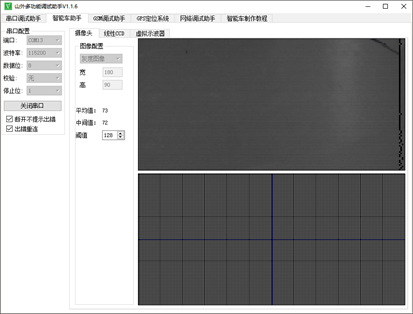 山外多功能调试助手V1.1.6
串口调试助手 智能车助手 GSM调试助手 GPS定位系统 网络调试助手 智能车制作教程
串口配置
端口: COM13
波特率: 115200
数据位: 8
校验: 无
停止位: 1
关闭串口
断开不提示出错
出错重连
摄像头 线性CCD 虚拟示波器
图像配置
灰度图像
宽 180
高 90
平均值: 73
中间值: 72
阈值 128